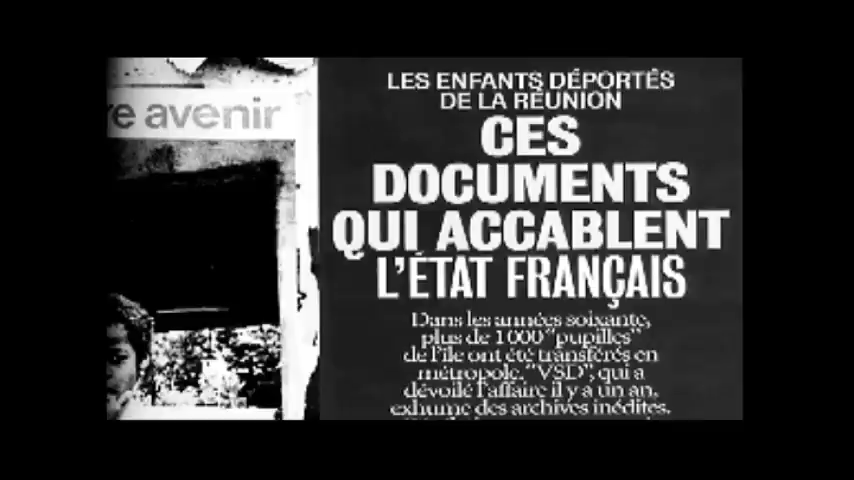 re avenir
LES ENFANTS DÉPORTÉS
DE LA RÉUNION
CES
DOCUMENTS
QUI ACCABLENT
L'ÉTAT FRANÇAIS
Dans les années soixante,
plus de 1 000 "pupilles"
de l'île ont été transférés en
métropole. "VSD", qui a
dévoilé l'affaire il y a un an,
exhume des archives inédites.